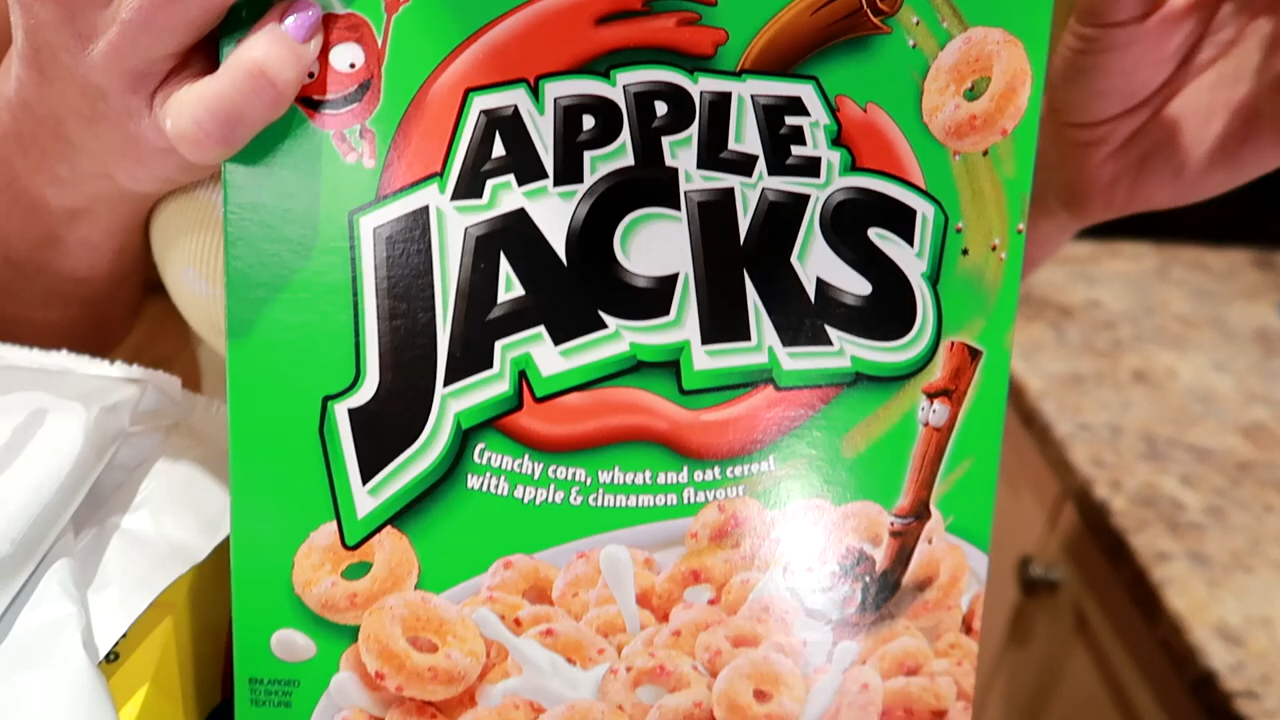 APPLE
JACKS
Crunchy corn, wheat and oat cereal
with apple & cinnamon flavour
ENLARGED
TO SHOW
TEXTURE